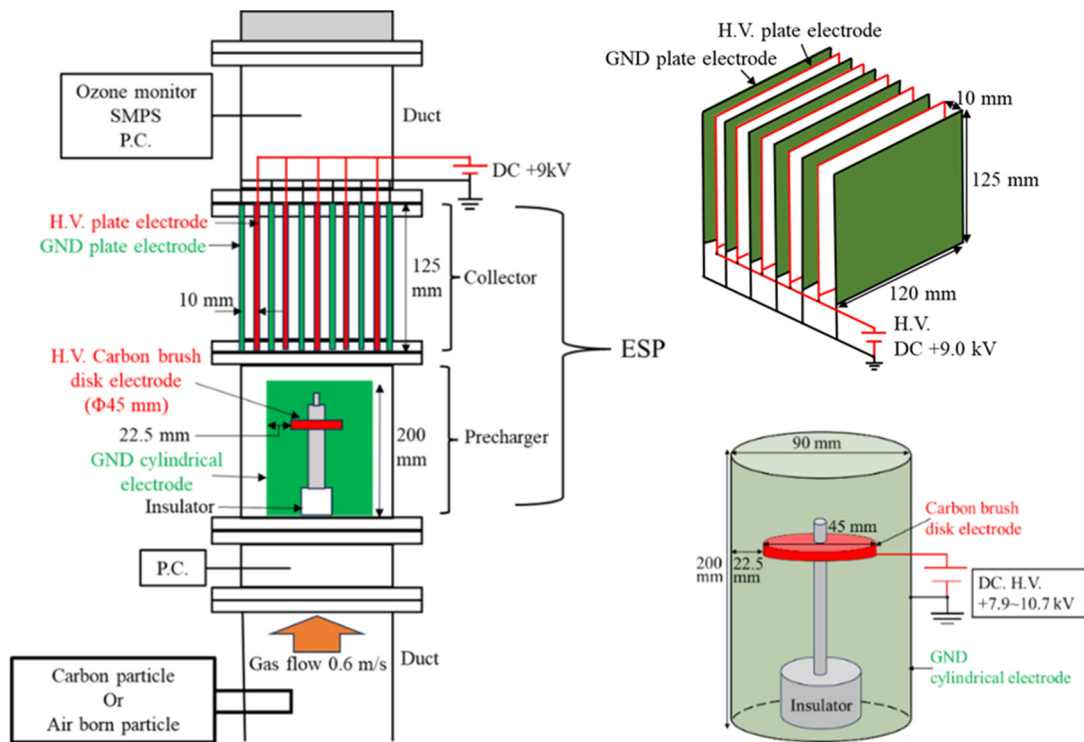 Ozone monitor
SMPS
P.C.
Duct
DC +9kV
H.V. plate electrode
GND plate electrode
125
mm
Collector
10 mm
ESP
H.V. Carbon brush
disk electrode
(Φ45 mm)
22.5 mm
GND cylindrical
electrode
Insulator
200
mm
Precharger
P.C.
Gas flow 0.6 m/s
Duct
Carbon particle
Or
Air born particle
H.V. plate electrode
GND plate electrode
10 mm
125 mm
120 mm
H.V.
DC +9.0 kV
90 mm
45 mm
Carbon brush
disk electrode
200
mm
22.5
mm
DC. H.V.
+7.9~10.7 kV
GND
cylindrical electrode
Insulator